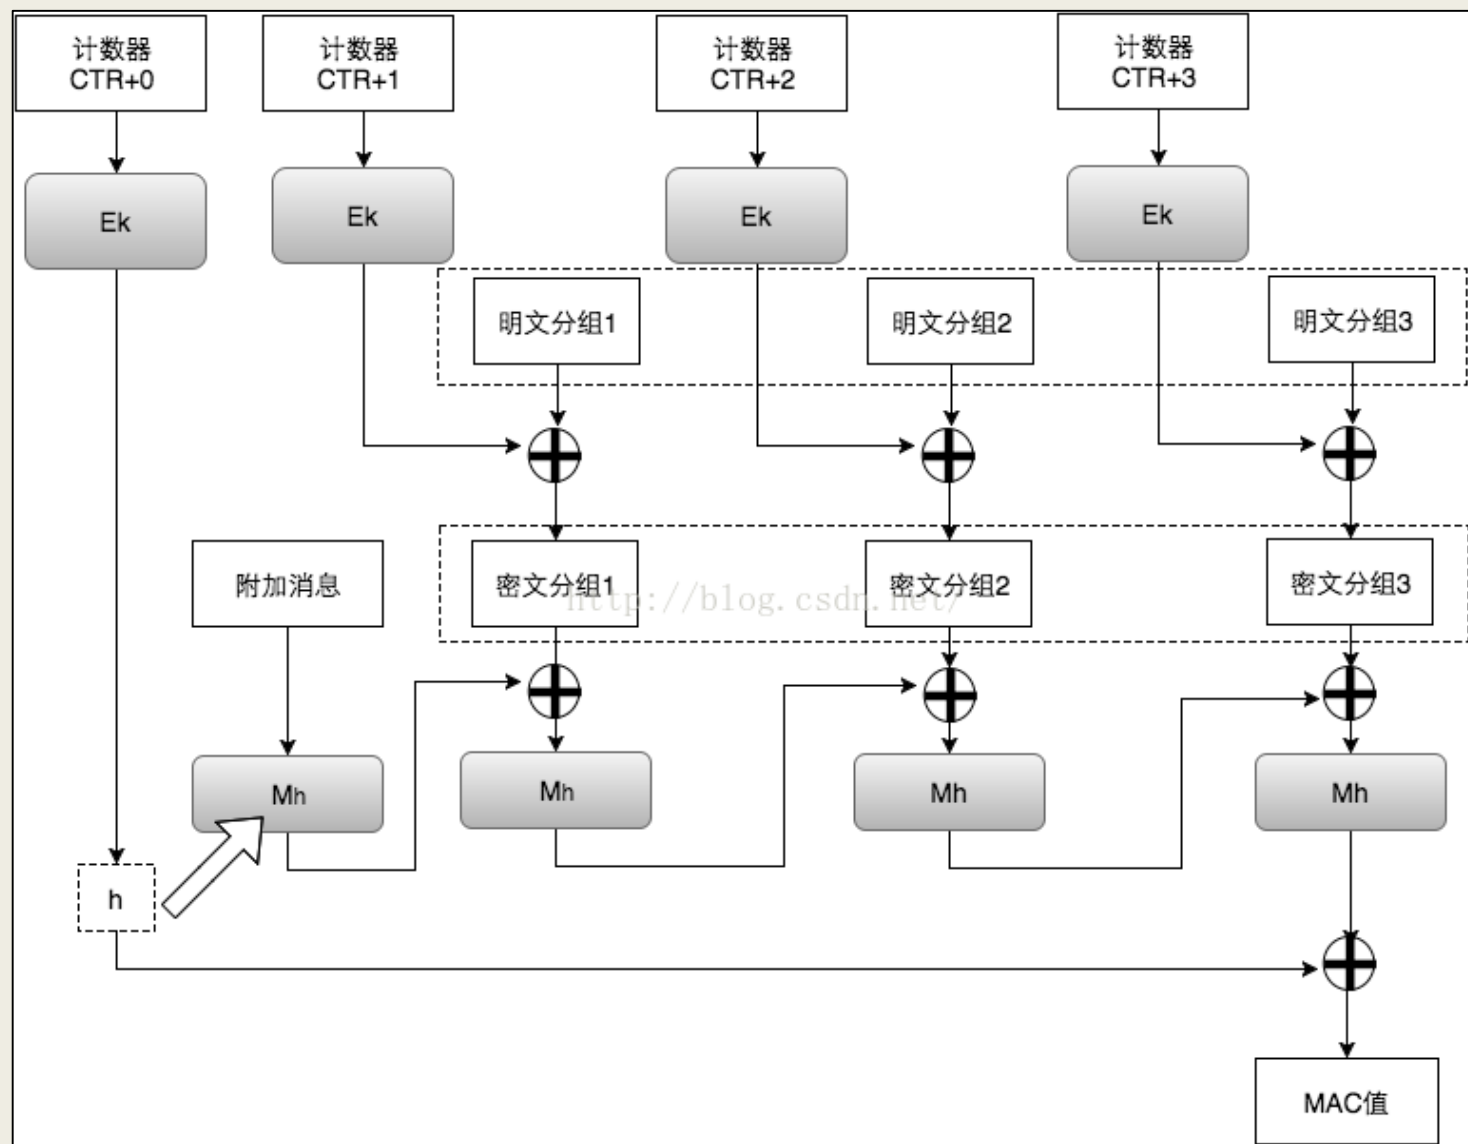 计数器
CTR+0
计数器
CTR+1
计数器
CTR+2
计数器
CTR+3
Ek
Ek
Ek
Ek
明文分组1
明文分组2
明文分组3
附加消息
密文分组1
密文分组2
密文分组3
http://blog.csdn.net/
Mh
Mh
Mh
Mh
h
MAC值